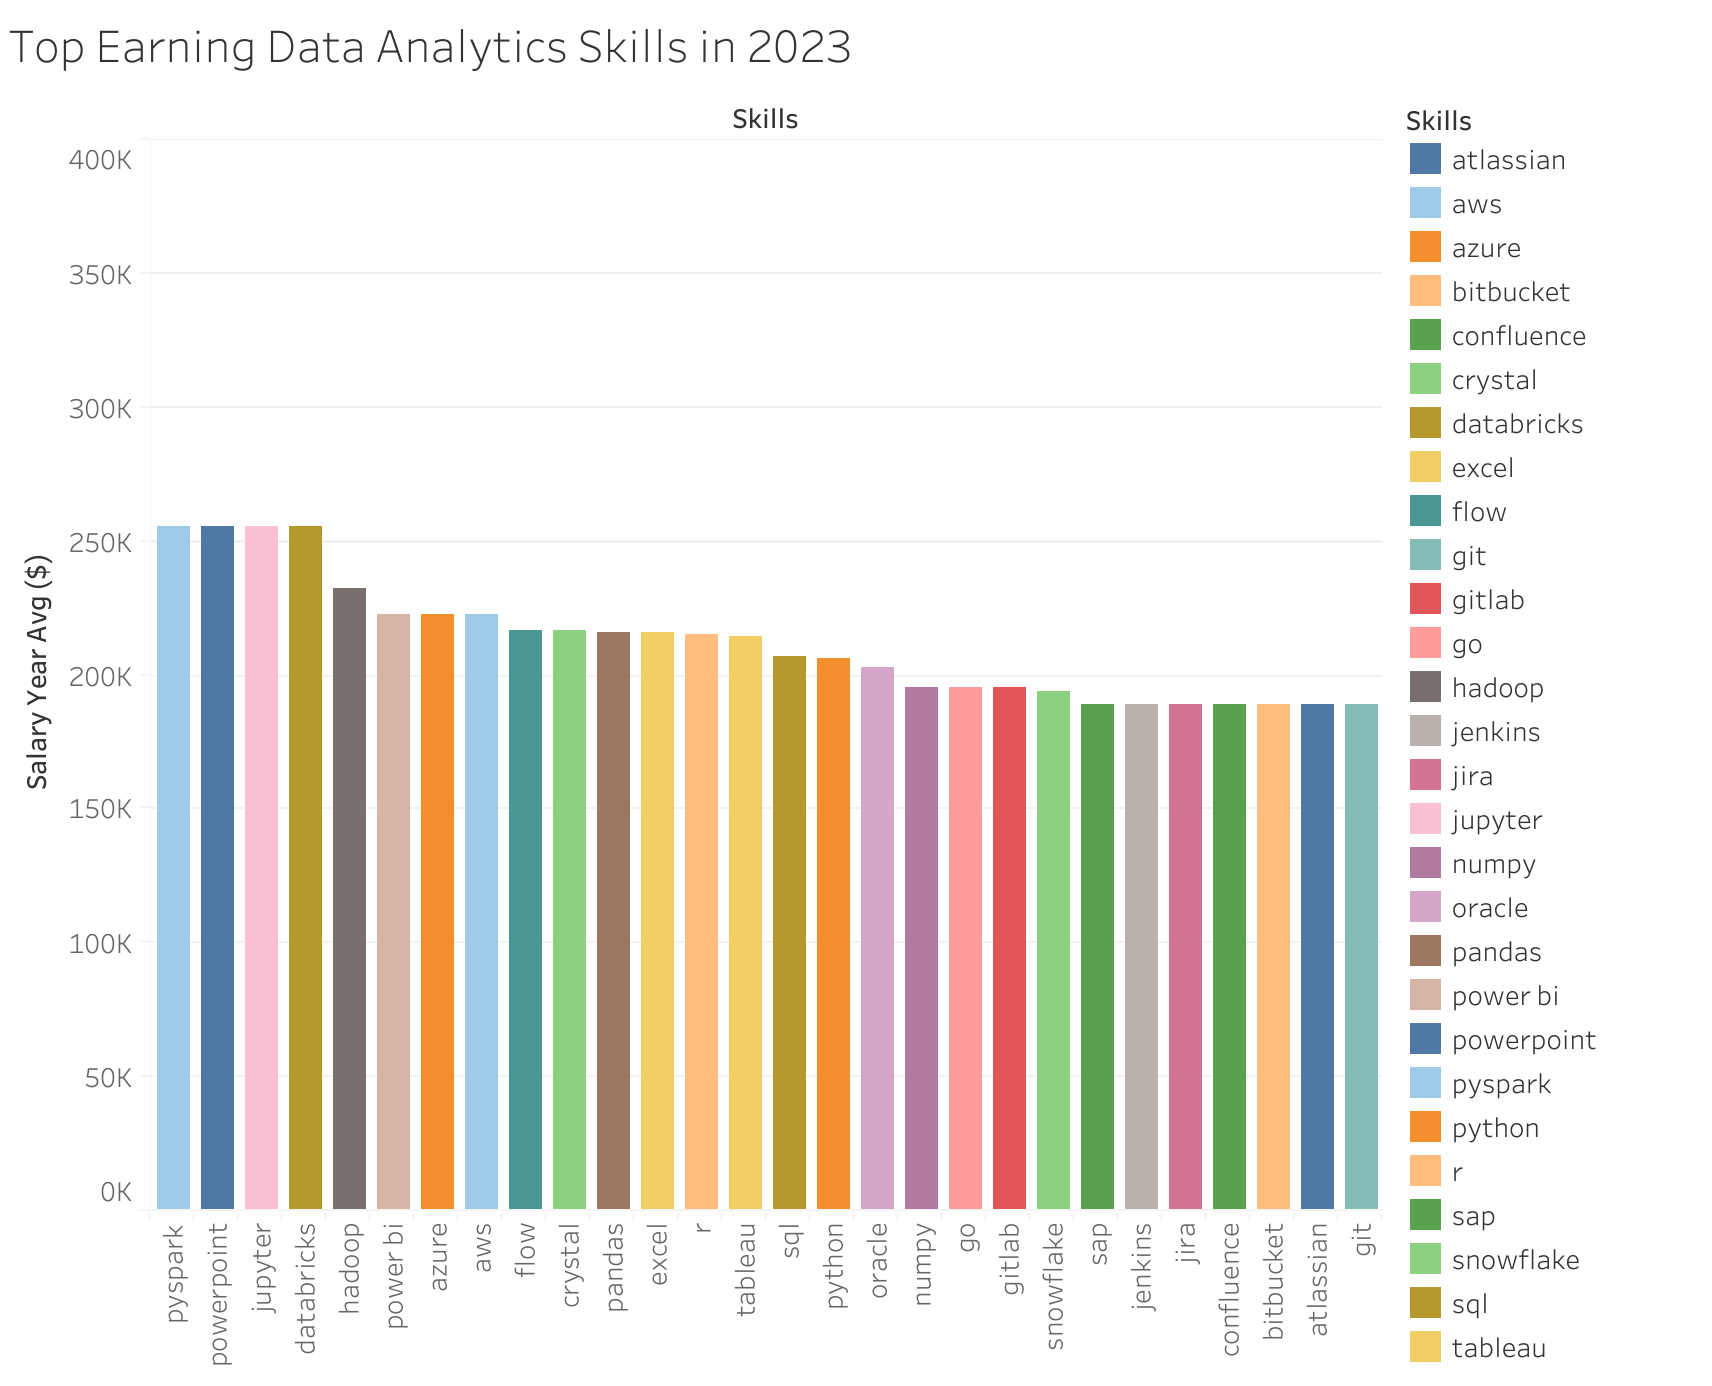 Top Earning Data Analytics Skills in 2023
Skills
400K
350K
300K
250K
200K
150K
100K
50K
0K
Salary Year Avg ($)
pyspark
powerpoint
jupyter
databricks
hadoop
power bi
azure
aws
flow
crystal
pandas
excel
r
tableau
sql
python
oracle
numpy
go
gitlab
snowflake
sap
jenkins
jira
confluence
bitbucket
atlassian
git
Skills
atlassian
aws
azure
bitbucket
confluence
crystal
databricks
excel
flow
git
gitlab
go
hadoop
jenkins
jira
jupyter
numpy
oracle
pandas
power bi
powerpoint
pyspark
python
r
sap
snowflake
sql
tableau